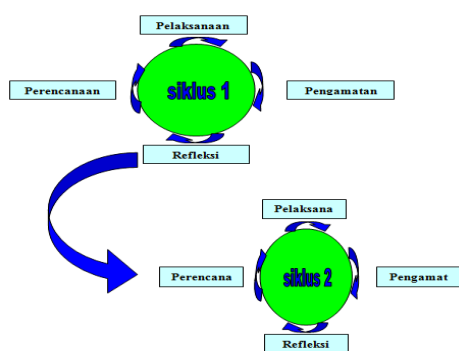 Pelaksanaan
Perencanaan
siklus 1
Pengamatan
Refleksi
Pelaksana
Perencana
siklus 2
Pengamat
Refleksi